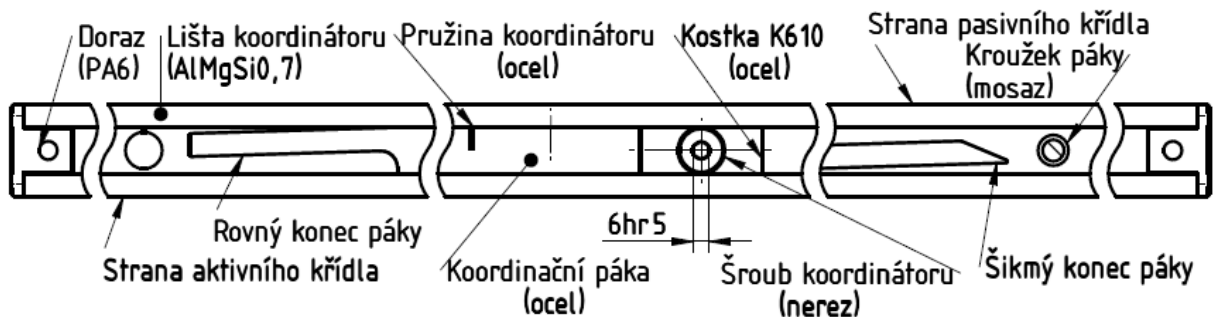 Doraz
(PA6)
Lišta koordinátoru
(AlMgSi0,7)
Pružina koordinátoru
(ocel)
Kostka K610
(ocel)
Strana pasivního křídla
Kroužek páky
(mosaz)
Rovný konec páky
Strana aktivního křídla
Koordinační páka
(ocel)
6hr5
Šroub koordinátoru
(nerez)
Šikmý konec páky